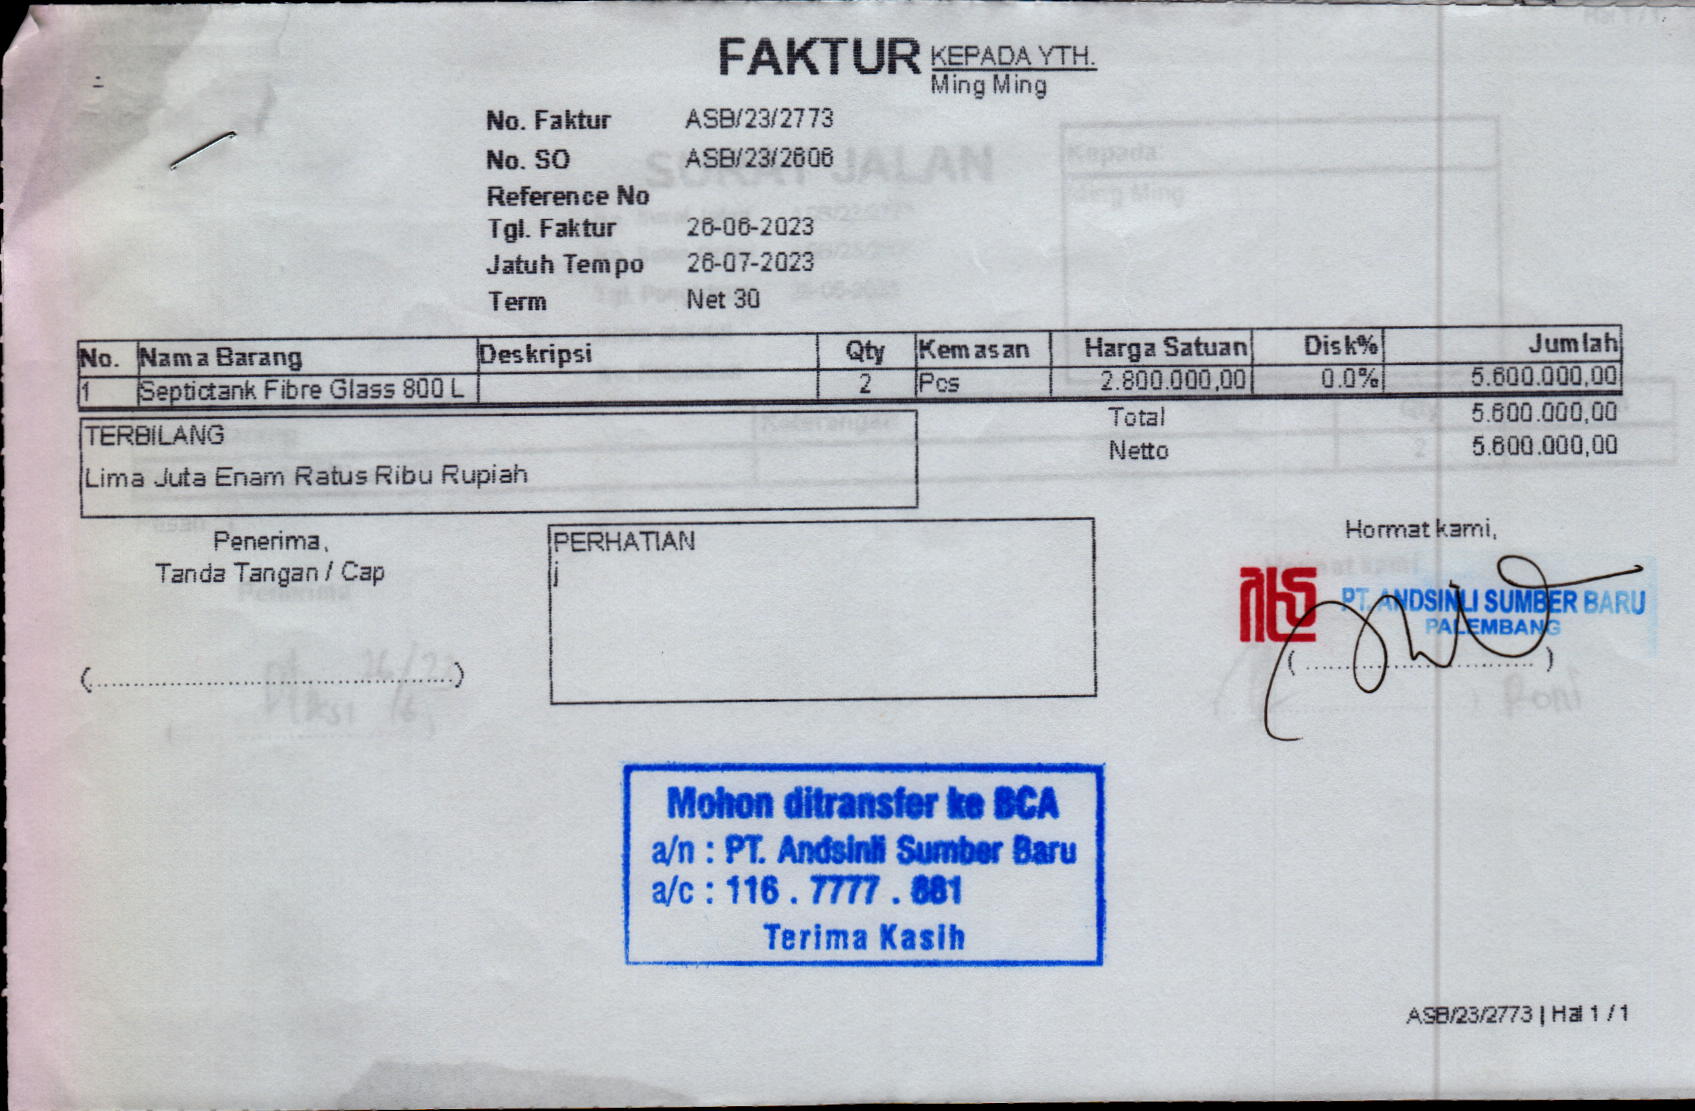 FAKTUR KEPADA YTH.
Ming Ming
No. Faktur ASB/23/2773
No. SO ASB/23/2606
Reference No
Tgl. Faktur 26-06-2023
Jatuh Tempo 26-07-2023
Term Net 30
No. Nama Barang Deskripsi Qty Kemasan Harga Satuan Disk% Jumlah
1 Septictank Fibre Glass 800 L 2 Pcs 2.800.000,00 0.0% 5.600.000,00
Total 5.600.000,00
Netto 5.600.000,00
TERBILANG
Lima Juta Enam Ratus Ribu Rupiah
Penerima,
Tanda Tangan / Cap
(..........................................................)
PERHATIAN
j
Hormat kami,
PT. ANDSINLI SUMBER BARU
PALEMBANG
(....................................)
Mohon ditransfer ke BCA
a/n : PT. Andsinli Sumber Baru
a/c : 116 . 7777 . 881
Terima Kasih
ASB/23/2773 | Hal 1 / 1